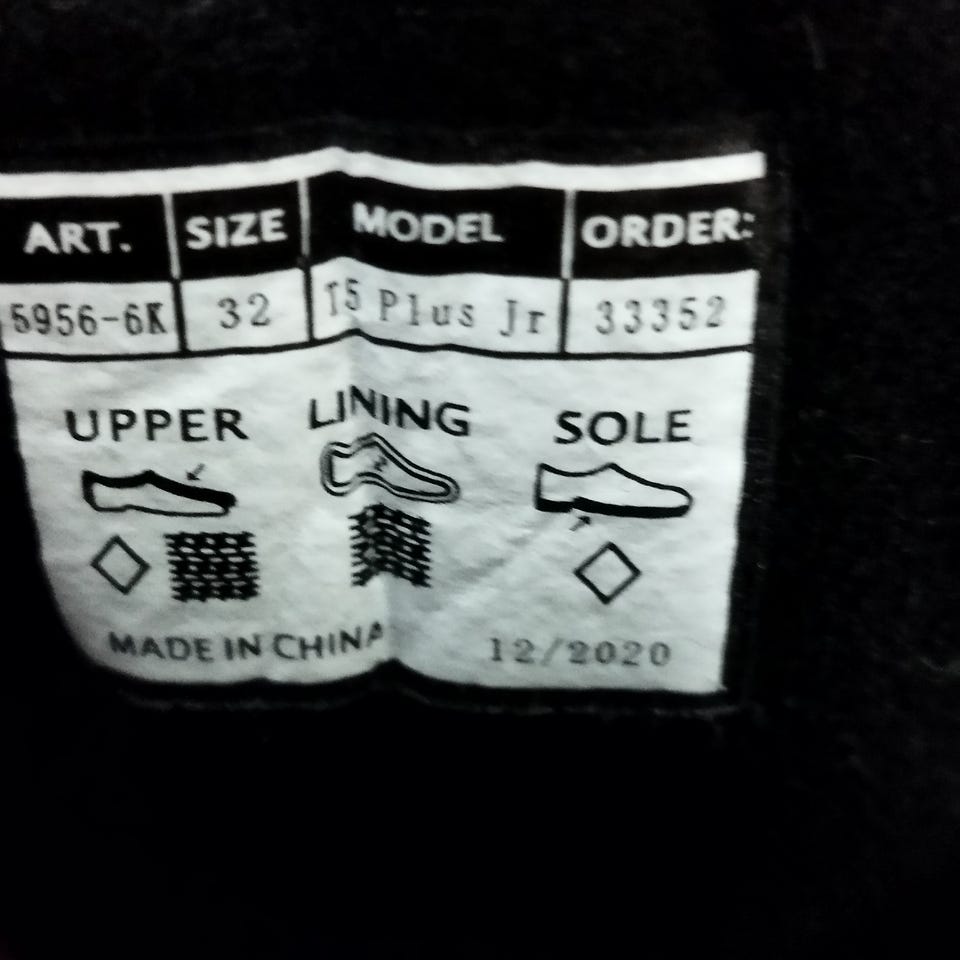 ART. SIZE MODEL ORDER:
5956-6K 32 T5 Plus Jr 33352
UPPER LINING SOLE
MADE IN CHINA 12/2020